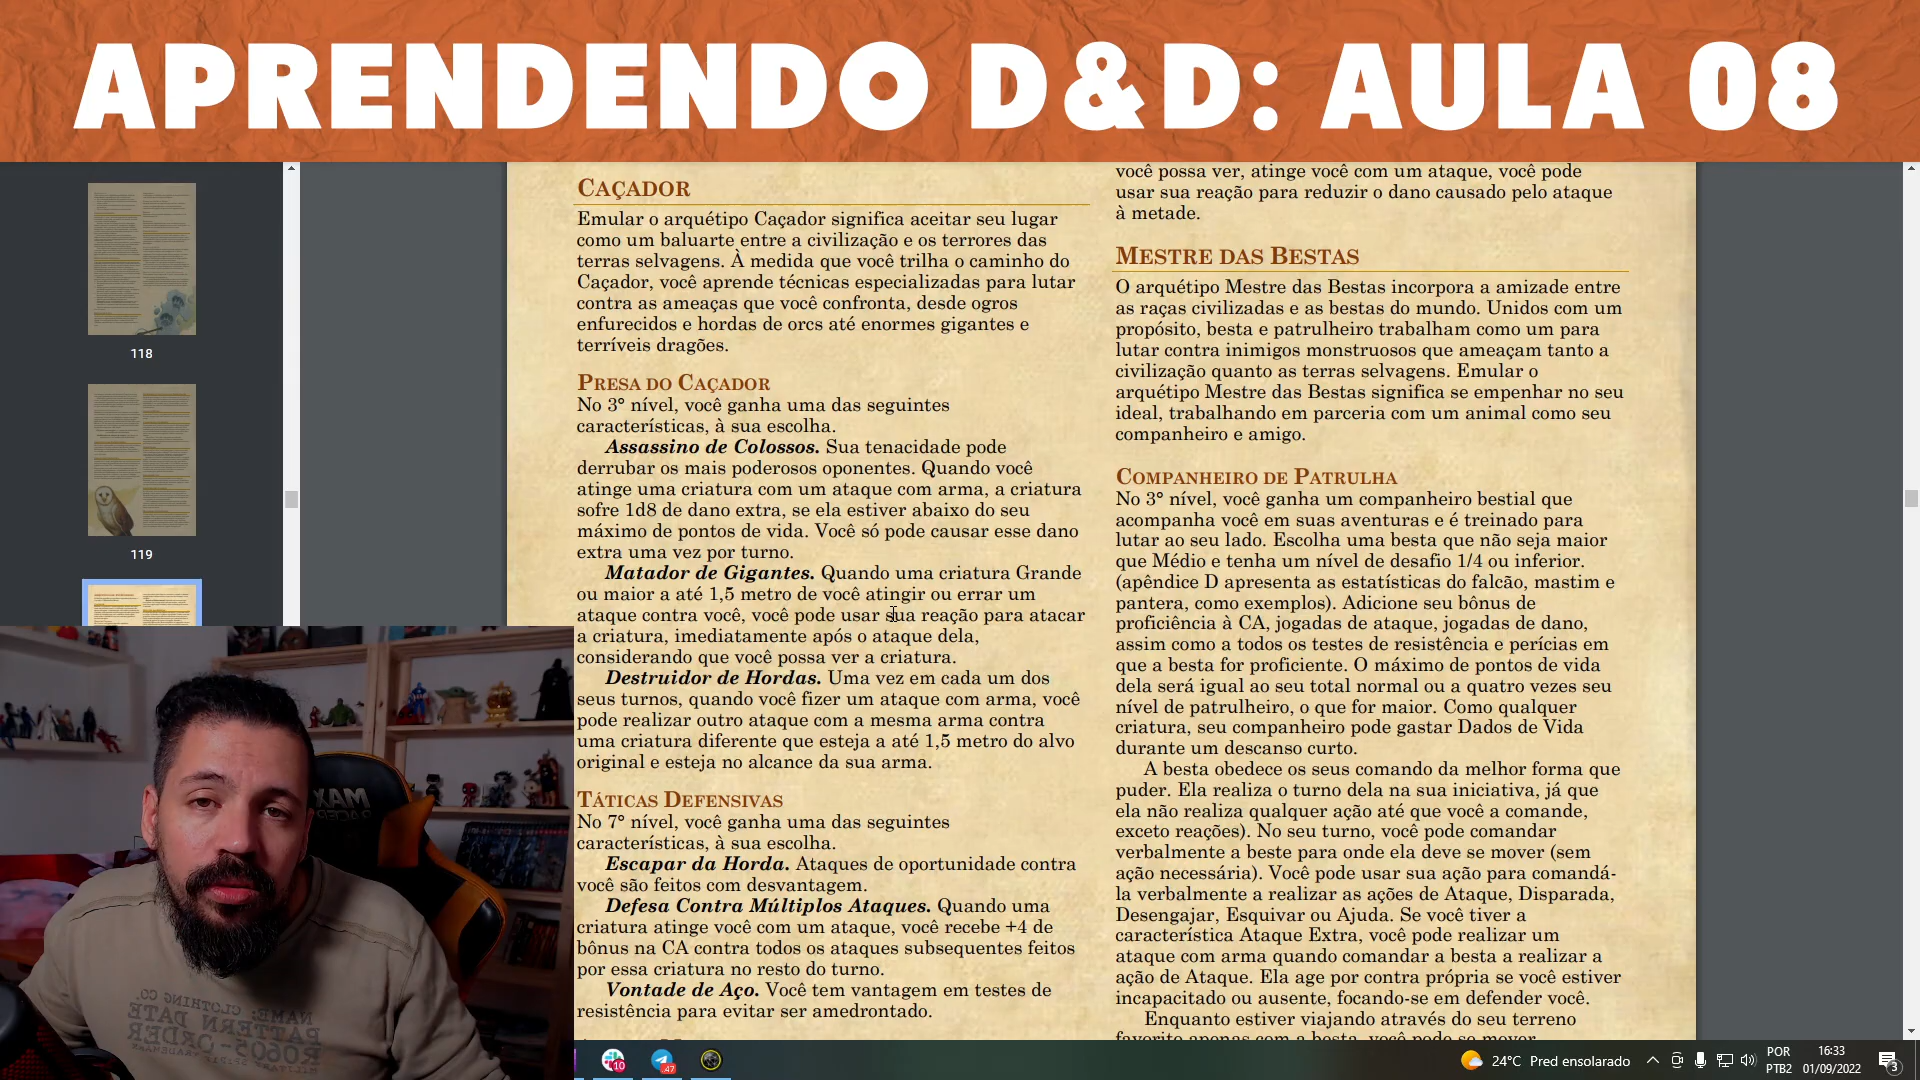 APRENDENDO D&D: AULA 08
118
119
CAÇADOR
Emular o arquétipo Caçador significa aceitar seu lugar
como um baluarte entre a civilização e os terrores das
terras selvagens. À medida que você trilha o caminho do
Caçador, você aprende técnicas especializadas para lutar
contra as ameaças que você confronta, desde ogros
enfurecidos e hordas de orcs até enormes gigantes e
terríveis dragões.
PRESA DO CAÇADOR
No 3° nível, você ganha uma das seguintes
características, à sua escolha.
Assassino de Colossos. Sua tenacidade pode
derrubar os mais poderosos oponentes. Quando você
atinge uma criatura com um ataque com arma, a criatura
sofre 1d8 de dano extra, se ela estiver abaixo do seu
máximo de pontos de vida. Você só pode causar esse dano
extra uma vez por turno.
Matador de Gigantes. Quando uma criatura Grande
ou maior a até 1,5 metro de você atingir ou errar um
ataque contra você, você pode usar sua reação para atacar
a criatura, imediatamente após o ataque dela,
considerando que você possa ver a criatura.
Destruidor de Hordas. Uma vez em cada um dos
seus turnos, quando você fizer um ataque com arma, você
pode realizar outro ataque com a mesma arma contra
uma criatura diferente que esteja a até 1,5 metro do alvo
original e esteja no alcance da sua arma.
TÁTICAS DEFENSIVAS
No 7° nível, você ganha uma das seguintes
características, à sua escolha.
Escapar da Horda. Ataques de oportunidade contra
você são feitos com desvantagem.
Defesa Contra Múltiplos Ataques. Quando uma
criatura atinge você com um ataque, você recebe +4 de
bônus na CA contra todos os ataques subsequentes feitos
por essa criatura no resto do turno.
Vontade de Aço. Você tem vantagem em testes de
resistência para evitar ser amedrontado.
você possa ver, atinge você com um ataque, você pode
usar sua reação para reduzir o dano causado pelo ataque
à metade.
MESTRE DAS BESTAS
O arquétipo Mestre das Bestas incorpora a amizade entre
as raças civilizadas e as bestas do mundo. Unidos com um
propósito, besta e patrulheiro trabalham como um para
lutar contra inimigos monstruosos que ameaçam tanto a
civilização quanto as terras selvagens. Emular o
arquétipo Mestre das Bestas significa se empenhar no seu
ideal, trabalhando em parceria com um animal como seu
companheiro e amigo.
COMPANHEIRO DE PATRULHA
No 3° nível, você ganha um companheiro bestial que
acompanha você em suas aventuras e é treinado para
lutar ao seu lado. Escolha uma besta que não seja maior
que Médio e tenha um nível de desafio 1/4 ou inferior.
(apêndice D apresenta as estatísticas do falcão, mastim e
pantera, como exemplos). Adicione seu bônus de
proficiência à CA, jogadas de ataque, jogadas de dano,
assim como a todos os testes de resistência e perícias em
que a besta for proficiente. O máximo de pontos de vida
dela será igual ao seu total normal ou a quatro vezes seu
nível de patrulheiro, o que for maior. Como qualquer
criatura, seu companheiro pode gastar Dados de Vida
durante um descanso curto.
A besta obedece os seus comando da melhor forma que
puder. Ela realiza o turno dela na sua iniciativa, já que
ela não realiza qualquer ação até que você a comande,
exceto reações). No seu turno, você pode comandar
verbalmente a beste para onde ela deve se mover (sem
ação necessária). Você pode usar sua ação para comandá-
la verbalmente a realizar as ações de Ataque, Disparada,
Desengajar, Esquivar ou Ajuda. Se você tiver a
característica Ataque Extra, você pode realizar um
ataque com arma quando comandar a besta a realizar a
ação de Ataque. Ela age por contra própria se você estiver
incapacitado ou ausente, focando-se em defender você.
Enquanto estiver viajando através do seu terreno
favorito apenas com a besta, você pode se mover
MAX
RACER
NAME: CLOTHING CO.
PATTERN DATE
R0605-ORDER
10
47
24°C Pred ensolarado
POR
PTB2
16:33
01/09/2022
3